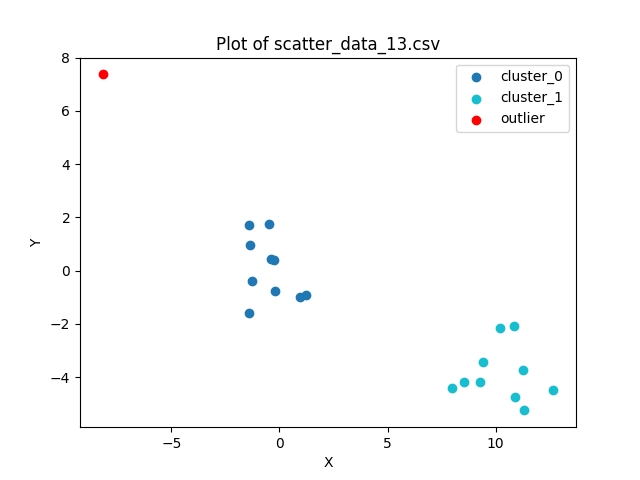 Plot of scatter_data_13.csv
cluster_0
cluster_1
outlier
8
6
4
2
0
−2
−4
Y
−5
0
5
10
X